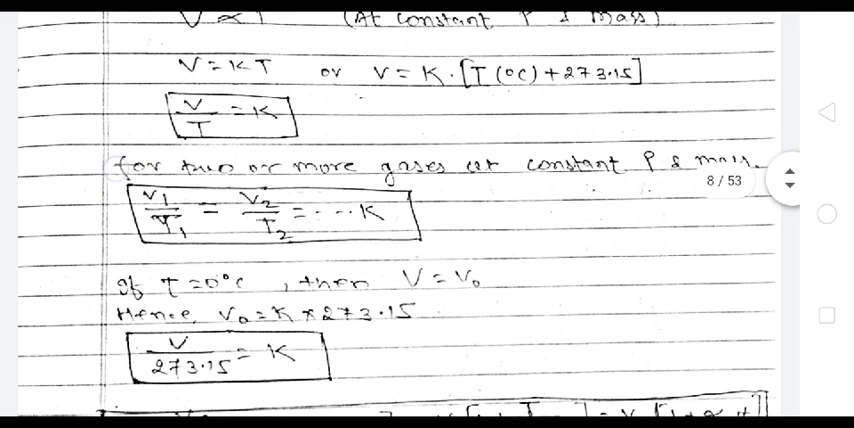 V ∝ T (At constant P & mass)
V = KT or V = K · [T (°C) + 273.15]
V/T = K
for two or more gases at constant P & mass.
8/53
V1/T1 = V2/T2 = ....K
If T = 0°C , then V = V0
Hence, V0 = K × 273.15
V/273.15 = K